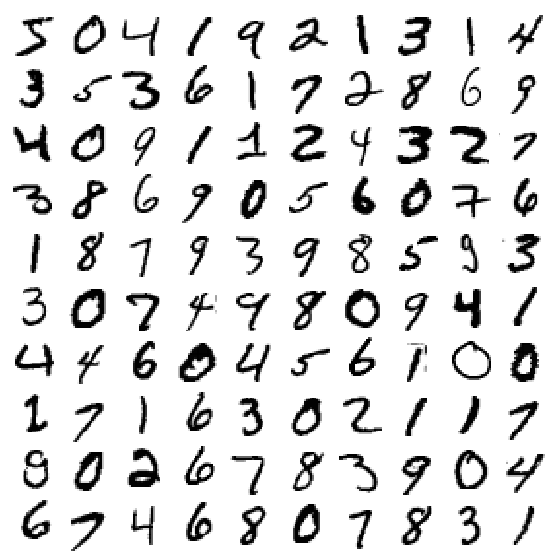 5 0 4 1 9 2 1 3 1 4
3 5 3 6 1 7 2 8 6 9
4 0 9 1 1 2 4 3 2 7
3 8 6 9 0 5 6 0 7 6
1 8 7 9 3 9 8 5 9 3
3 0 7 4 9 8 0 9 4 1
4 4 6 0 4 5 6 1 0 0
1 7 1 6 3 0 2 1 1 7
8 0 2 6 7 8 3 9 0 4
6 7 4 6 8 0 7 8 3 1